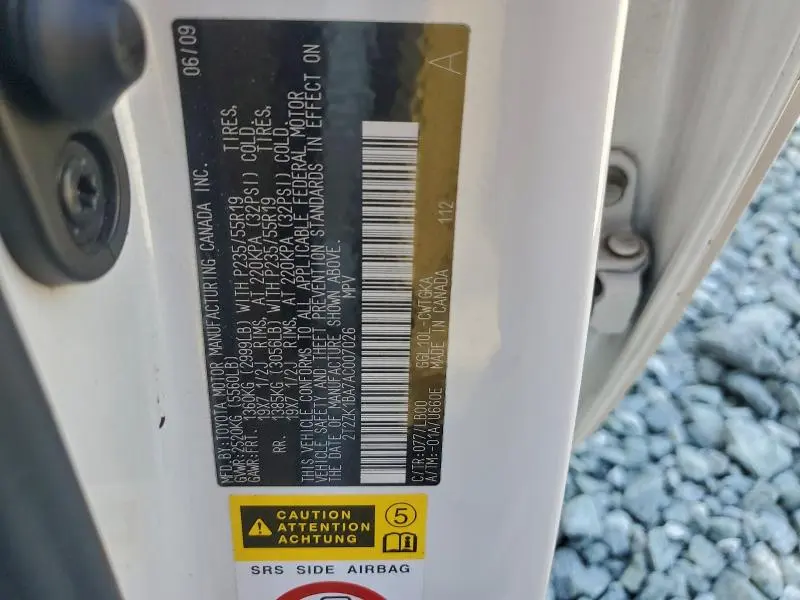 06/09
MFD.BY:TOYOTA MOTOR MANUFACTURING CANADA INC.
GVWR:2520KG (5560LB)
GAWR:FRT. 1360KG (2999LB) WITH P235/55R19 TIRES,
19X7 1/2J RIMS, AT 220KPA (32PSI) COLD.
RR. 1385KG (3056LB) WITH P235/55R19 TIRES,
19X7 1/2J RIMS, AT 220KPA (32PSI) COLD.
THIS VEHICLE CONFORMS TO ALL APPLICABLE FEDERAL MOTOR
VEHICLE SAFETY AND THEFT PREVENTION STANDARDS IN EFFECT ON
THE DATE OF MANUFACTURE SHOWN ABOVE.
2T2ZK1BA7AC007026 MPV
C/TR:077/LB00 GGL10L-CWTGKA
A/TM:-01A/U660E MADE IN CANADA 112
A
CAUTION
ATTENTION
ACHTUNG
5
SRS SIDE AIRBAG